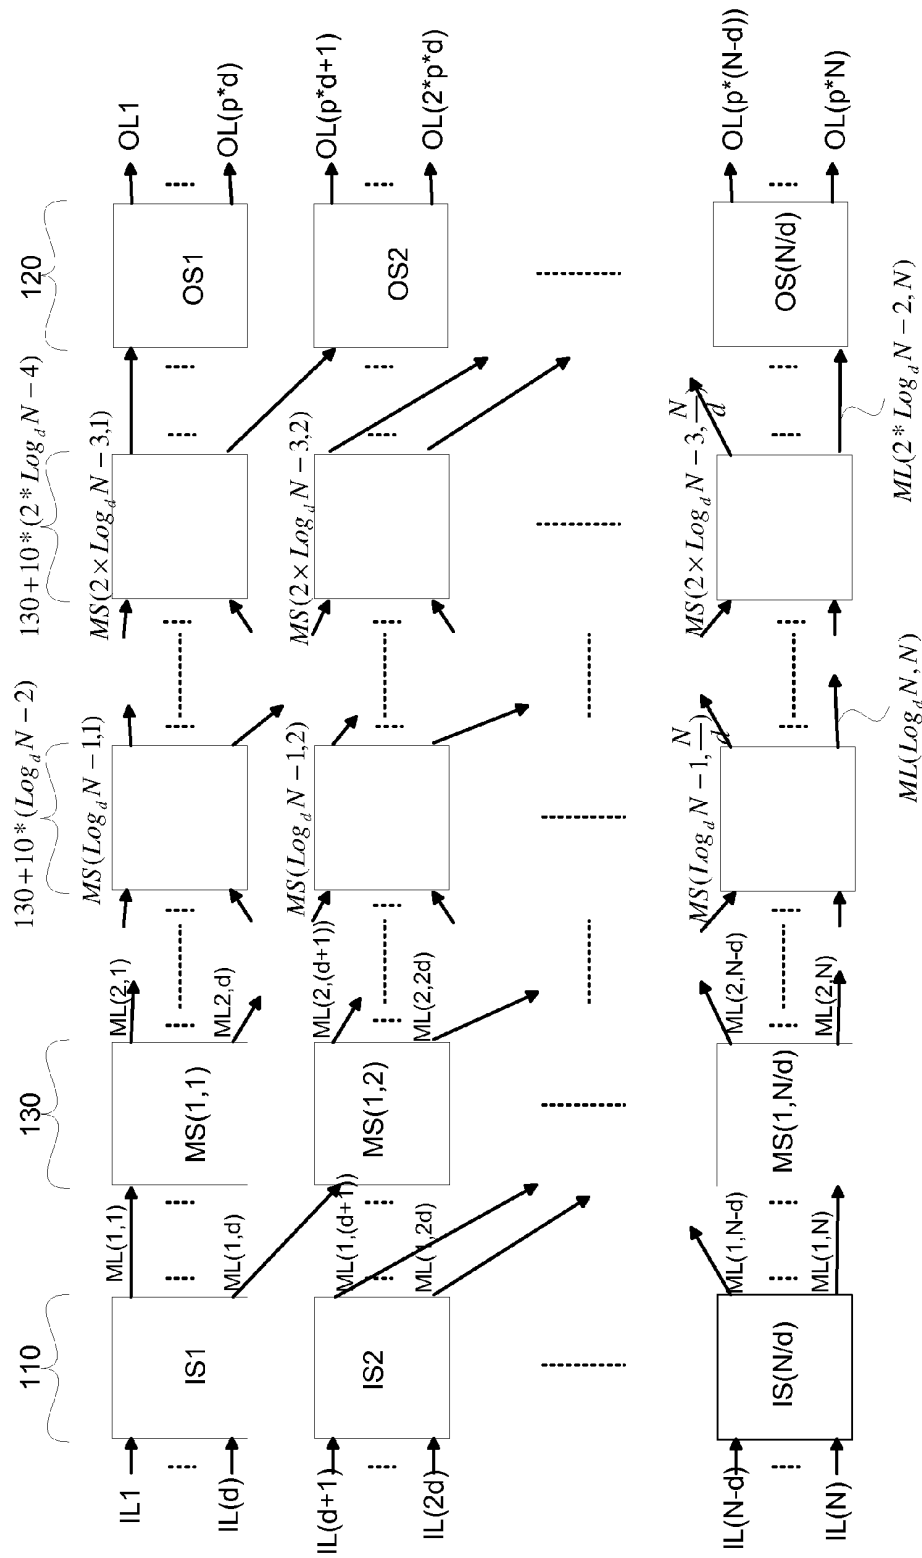 110
130
130+10*(Log_d N−2)
130+10*(2*Log_d N−4)
120
IL1
IL(d)
IS1
ML(1,1)
ML(1,d)
MS(1,1)
ML(2,1)
ML2,d)
MS(Log_d N−1,1)
MS(2×Log_d N−3,1)
OS1
OL1
OL(p*d)
IL(d+1)
IL(2d)
IS2
ML(1,(d+1))
ML(1,2d)
MS(1,2)
ML(2,(d+1))
ML(2,2d)
MS(Log_d N−1,2)
MS(2×Log_d N−3,2)
OS2
OL(p*d+1)
OL(2*p*d)
IL(N-d)
IL(N)
IS(N/d)
ML(1,N-d)
ML(1,N)
MS(1,N/d)
ML(2,N-d)
ML(2,N)
MS(Log_d N−1,N/d)
ML(Log_d N,N)
MS(2×Log_d N−3,N/d)
ML(2*Log_d N−2,N)
OS(N/d)
OL(p*(N-d))
OL(p*N)